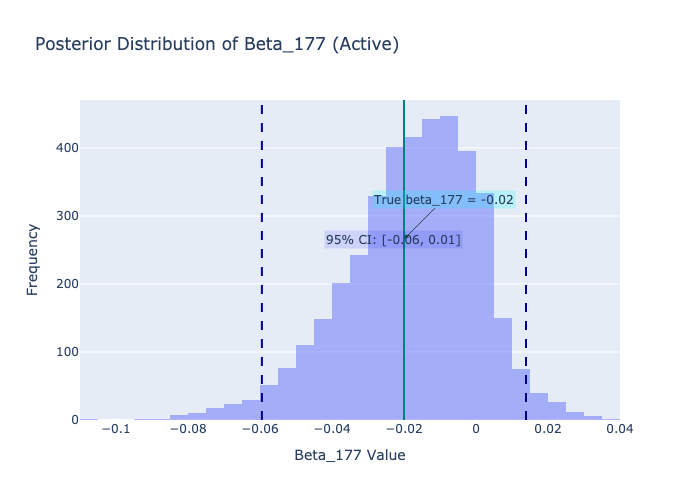 Posterior Distribution of Beta_177 (Active)
Frequency
400
300
200
100
0
True beta_177 = -0.02
95% CI: [-0.06, 0.01]
−0.1 −0.08 −0.06 −0.04 −0.02 0 0.02 0.04
Beta_177 Value